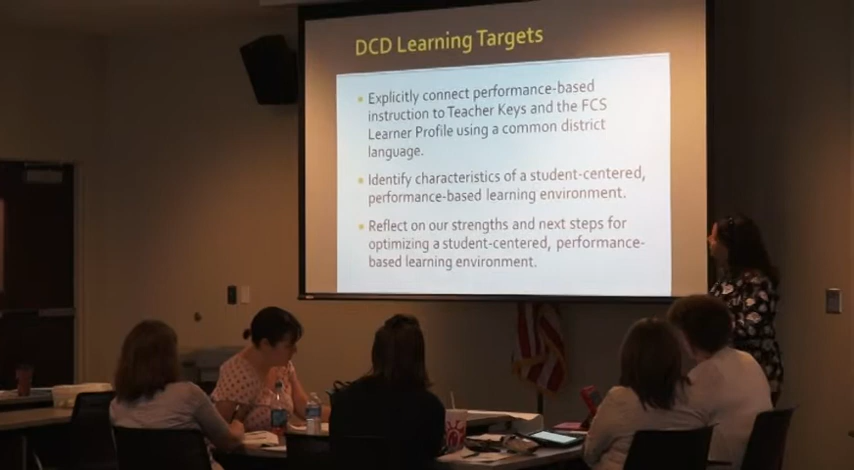 DCD Learning Targets
• Explicitly connect performance-based
instruction to Teacher Keys and the FCS
Learner Profile using a common district
language.
• Identify characteristics of a student-centered,
performance-based learning environment.
• Reflect on our strengths and next steps for
optimizing a student-centered, performance-
based learning environment.